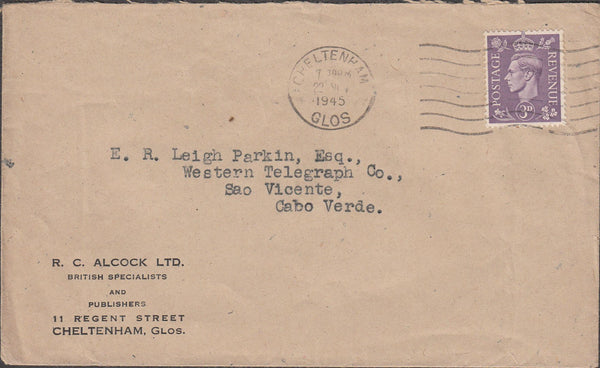 CHELTENHAM
1945
GLOS
POSTAGE
REVENUE
3D
E. R. Leigh Parkin, Esq.,
Western Telegraph Co.,
Sao Vicente,
Cabo Verde.
R. C. ALCOCK LTD.
BRITISH SPECIALISTS
AND
PUBLISHERS
11 REGENT STREET
CHELTENHAM, GLOS.